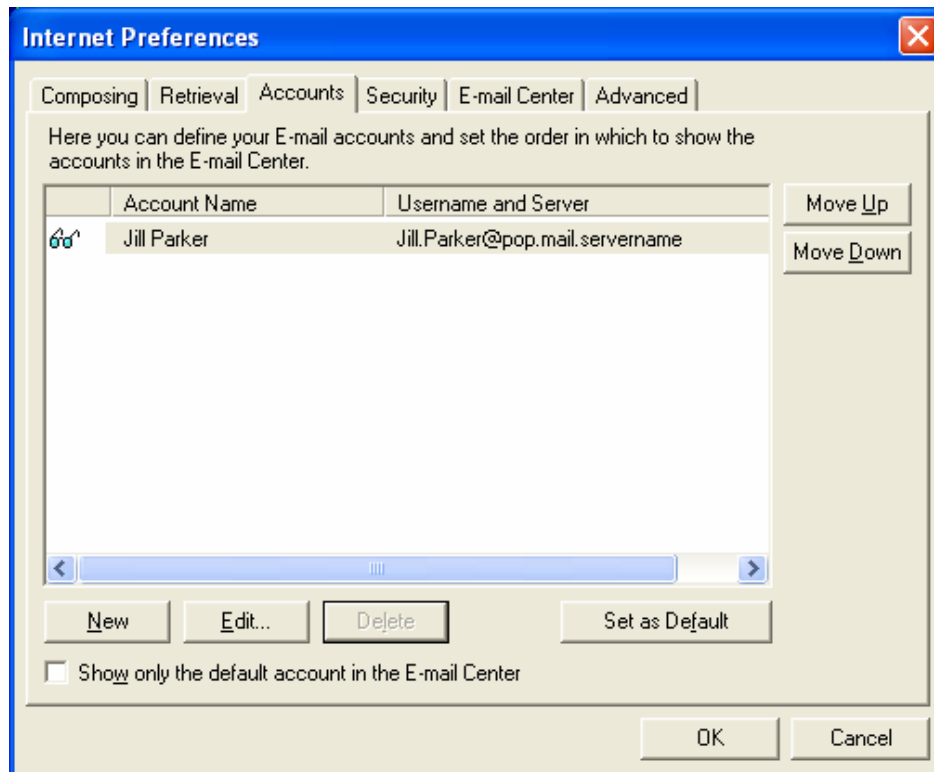 Internet Preferences
Composing Retrieval Accounts Security E-mail Center Advanced
Here you can define your E-mail accounts and set the order in which to show the
accounts in the E-mail Center.
Account Name Username and Server
Jill Parker Jill.Parker@pop.mail.servername
Move Up
Move Down
New Edit... Delete Set as Default
Show only the default account in the E-mail Center
OK Cancel